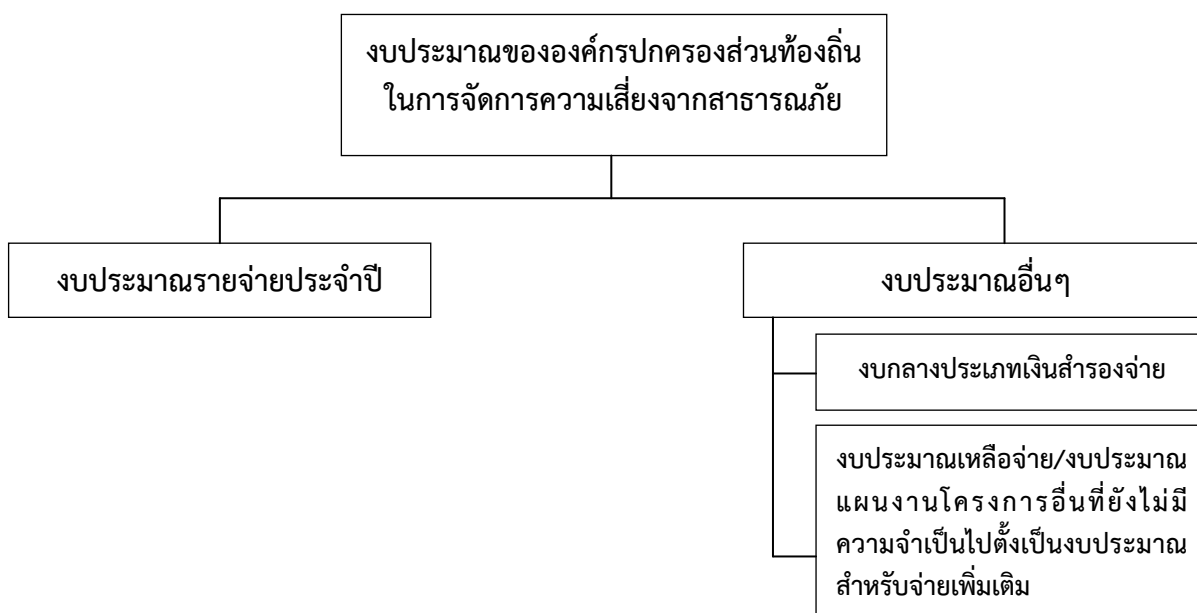 งบประมาณขององค์กรปกครองส่วนท้องถิ่น
ในการจัดการความเสี่ยงจากสาธารณภัย
งบประมาณรายจ่ายประจำปี
งบประมาณอื่นๆ
งบกลางประเภทเงินสำรองจ่าย
งบประมาณเหลือจ่าย/งบประมาณ
แผนงานโครงการอื่นที่ยังไม่มี
ความจำเป็นไปตั้งเป็นงบประมาณ
สำหรับจ่ายเพิ่มเติม